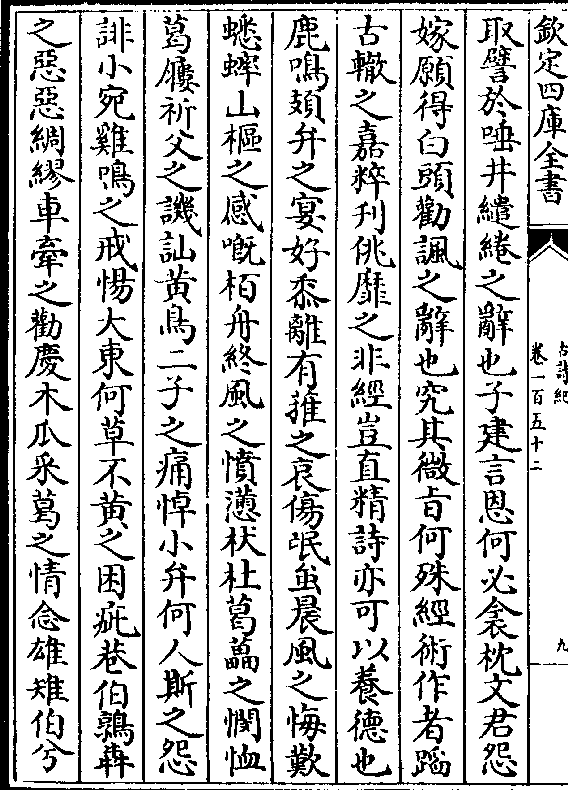 欽定四庫全書
古詩紀
卷一百五十二
九
取譬於唾井繾綣之辭也子建言恩何必衾枕文君怨
嫁願得白頭勸諷之辭也究其微㫖何殊經術作者蹈
古轍之嘉粹刋佻靡之非經豈直精詩亦可以養德也
鹿鳴頍弁之宴好黍離有蓷之哀傷氓蚩晨風之悔歎
蟋蟀山樞之感嘅栢舟終風之憤懣杕杜葛藟之憫恤
葛屨祈父之譏訕黄鳥二子之痛悼小弁何人斯之怨
誹小宛雞鳴之戒惕大東何草不黄之困疵巷伯鶉奔
之惡惡綢繆車舝之歡慶木瓜采葛之情念雄雉伯兮